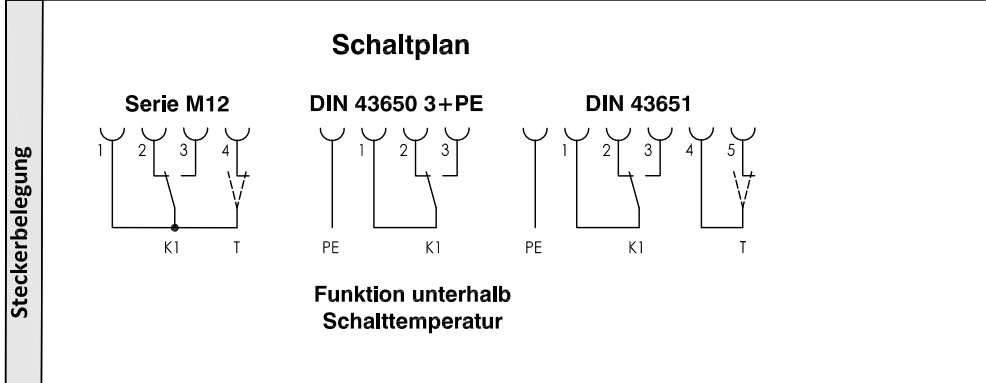 Steckerbelegung
Schaltplan
Serie M12 DIN 43650 3+PE DIN 43651
1 2 3 4 1 2 3 1 2 3 4 5
K1 T PE K1 PE K1 T
Funktion unterhalb
Schalttemperatur